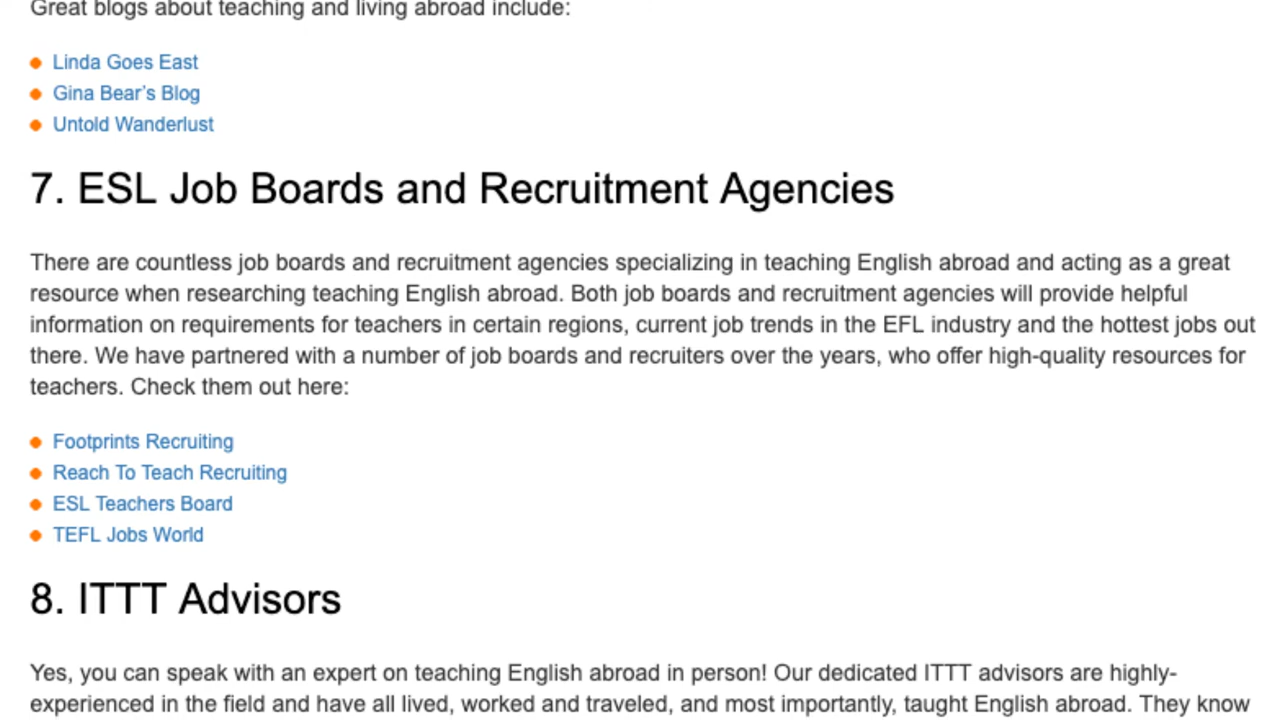 Great blogs about teaching and living abroad include:
Linda Goes East
Gina Bear’s Blog
Untold Wanderlust
7. ESL Job Boards and Recruitment Agencies
There are countless job boards and recruitment agencies specializing in teaching English abroad and acting as a great
resource when researching teaching English abroad. Both job boards and recruitment agencies will provide helpful
information on requirements for teachers in certain regions, current job trends in the EFL industry and the hottest jobs out
there. We have partnered with a number of job boards and recruiters over the years, who offer high-quality resources for
teachers. Check them out here:
Footprints Recruiting
Reach To Teach Recruiting
ESL Teachers Board
TEFL Jobs World
8. ITTT Advisors
Yes, you can speak with an expert on teaching English abroad in person! Our dedicated ITTT advisors are highly-
experienced in the field and have all lived, worked and traveled, and most importantly, taught English abroad. They know